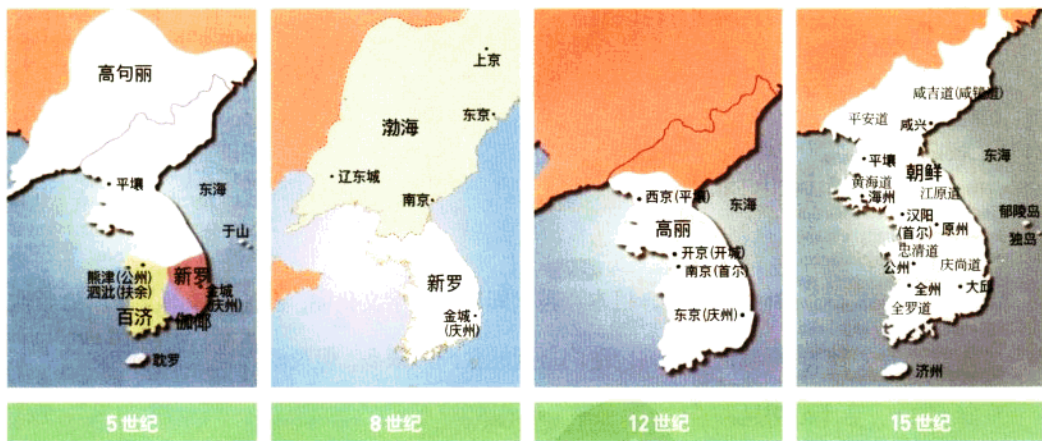 高句丽
平壤
东海
于山
熊津(公州)
泗沘(扶余)
新罗
金城
(庆州)
百济
伽倻
耽罗
5世纪
上京
东京
渤海
辽东城
南京
新罗
金城
(庆州)
8世纪
西京(平壤)
东海
高丽
开京(开城)
南京(首尔)
东京(庆州)
12世纪
咸吉道(咸镜道)
平安道
咸兴
平壤
东海
朝鲜
黄海道
江原道
海州
汉阳
(首尔)
原州
郁陵岛
独岛
忠清道
公州
庆尚道
全州
大邱
全罗道
济州
15世纪